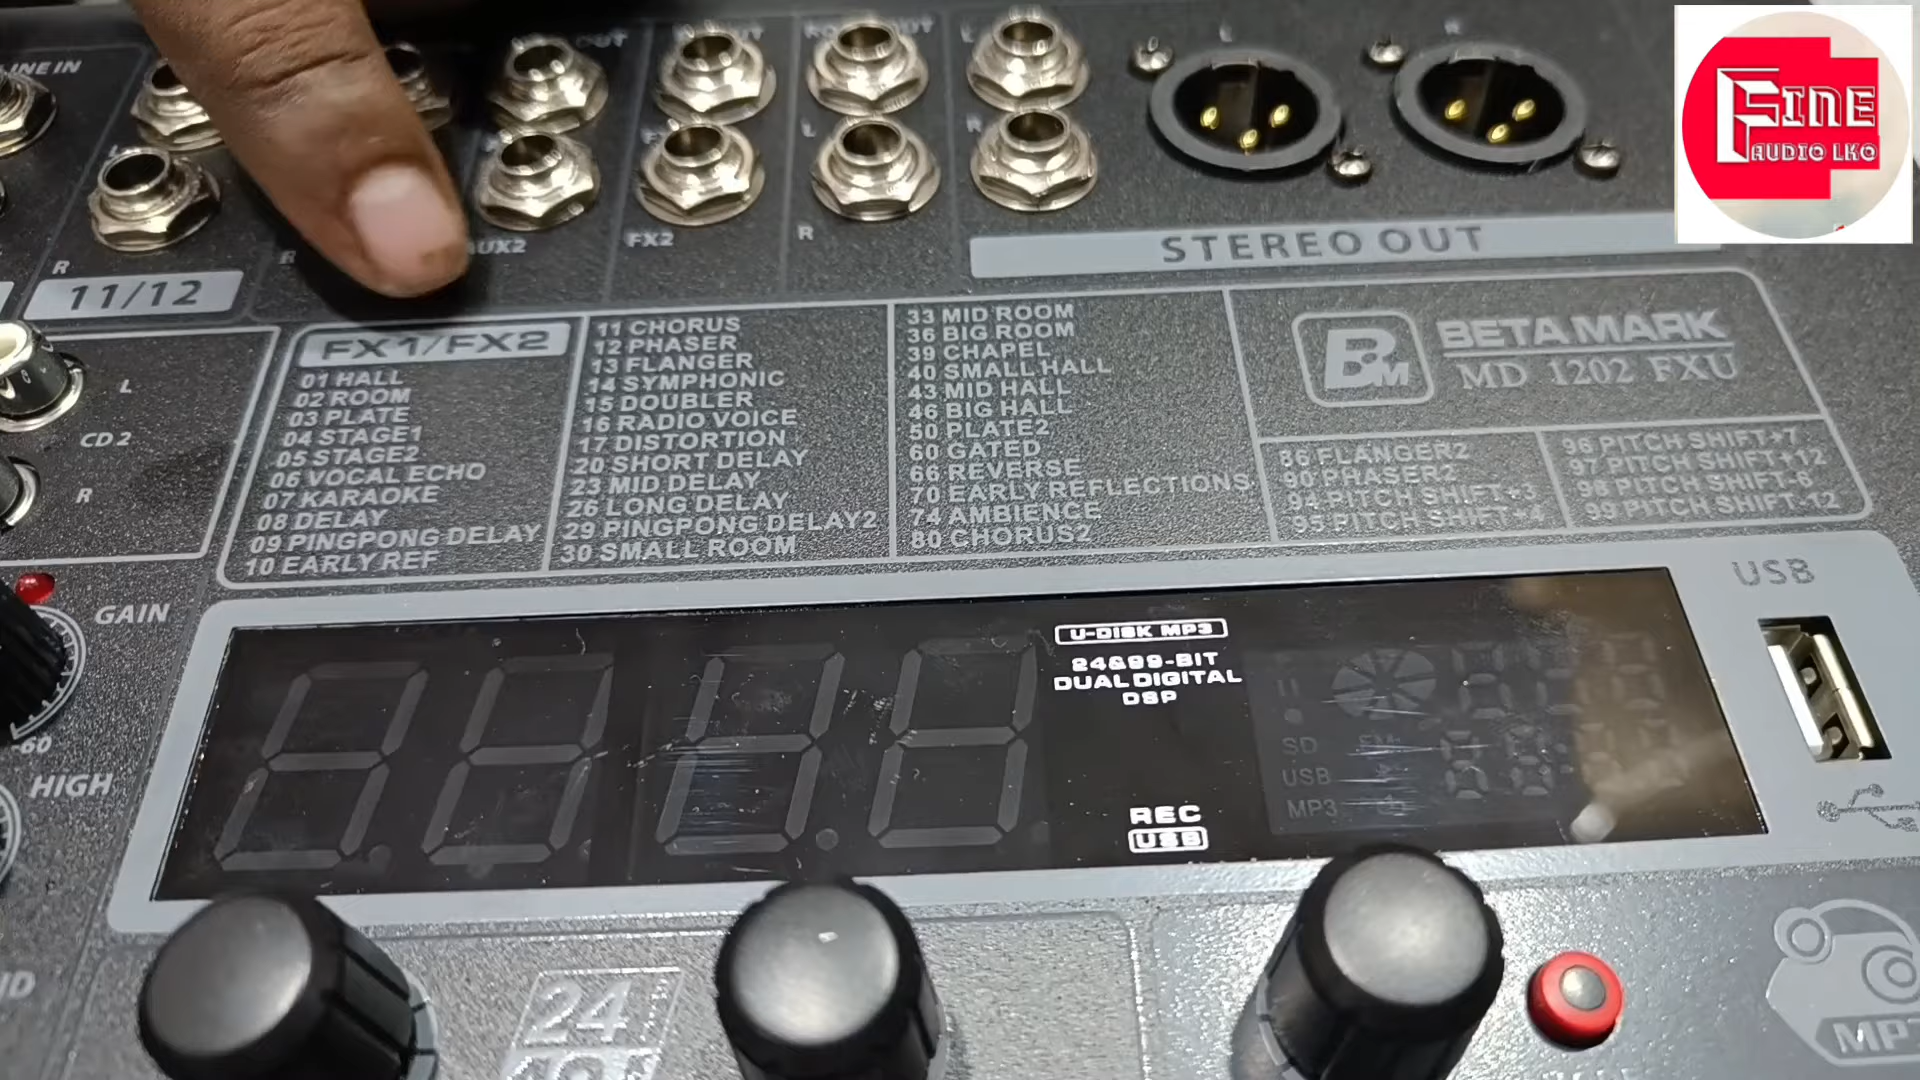 LINE IN
L
R
FINE
AUDIO LKO
L
R
L
R
AUX2
FX2
R
R
STEREO OUT
11/12
FX1/FX2
01 HALL
02 ROOM
03 PLATE
04 STAGE1
05 STAGE2
06 VOCAL ECHO
07 KARAOKE
08 DELAY
09 PINGPONG DELAY
10 EARLY REF
11 CHORUS
12 PHASER
13 FLANGER
14 SYMPHONIC
15 DOUBLER
16 RADIO VOICE
17 DISTORTION
20 SHORT DELAY
23 MID DELAY
26 LONG DELAY
29 PINGPONG DELAY2
30 SMALL ROOM
33 MID ROOM
36 BIG ROOM
39 CHAPEL
40 SMALL HALL
43 MID HALL
46 BIG HALL
50 PLATE2
60 GATED
66 REVERSE
70 EARLY REFLECTIONS
74 AMBIENCE
80 CHORUS2
BM
BETA MARK
MD 1202 FXU
86 FLANGER2
90 PHASER2
94 PITCH SHIFT+3
95 PITCH SHIFT+4
96 PITCH SHIFT+7
97 PITCH SHIFT+12
98 PITCH SHIFT-6
99 PITCH SHIFT-12
L
CD2
R
GAIN
-60
HIGH
U-DISK MP3
24&99-BIT
DUAL DIGITAL
DSP
REC
USB
SD
USB
MP3
USB
24
MP3